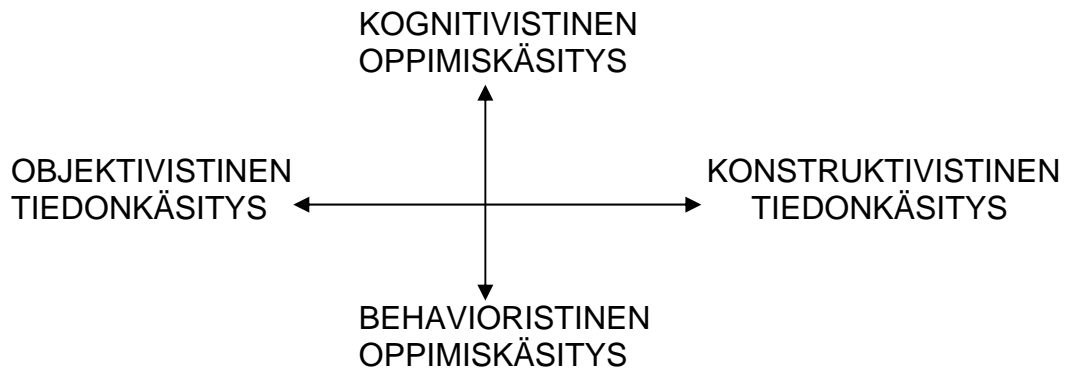 KOGNITIVISTINEN
OPPIMISKÄSITYS
OBJEKTIVISTINEN
TIEDONKÄSITYS
KONSTRUKTIVISTINEN
TIEDONKÄSITYS
BEHAVIORISTINEN
OPPIMISKÄSITYS